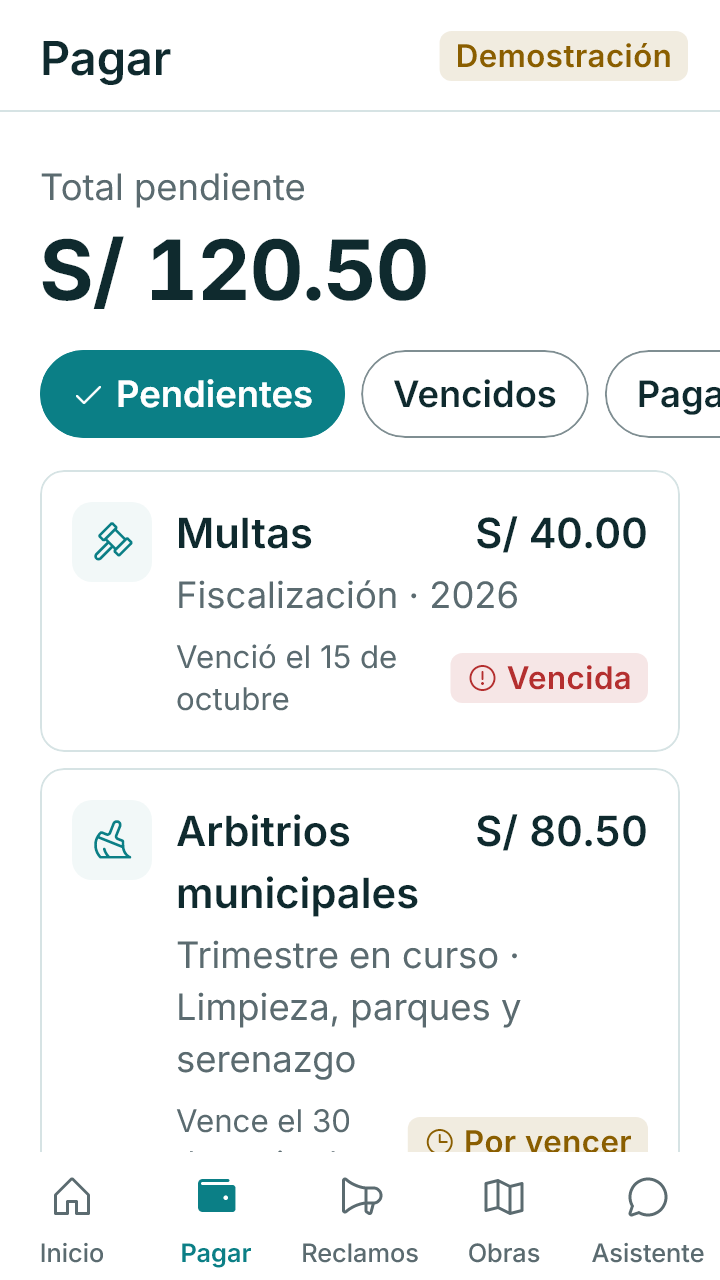 Pagar
Demostración
Total pendiente
S/ 120.50
Pendientes
Vencidos
Multas
S/ 40.00
Fiscalización · 2026
Venció el 15 de
octubre
Vencida
Arbitrios
municipales
S/ 80.50
Trimestre en curso ·
Limpieza, parques y
serenazgo
Vence el 30
Por vencer
Inicio
Pagar
Reclamos
Obras
Asistente